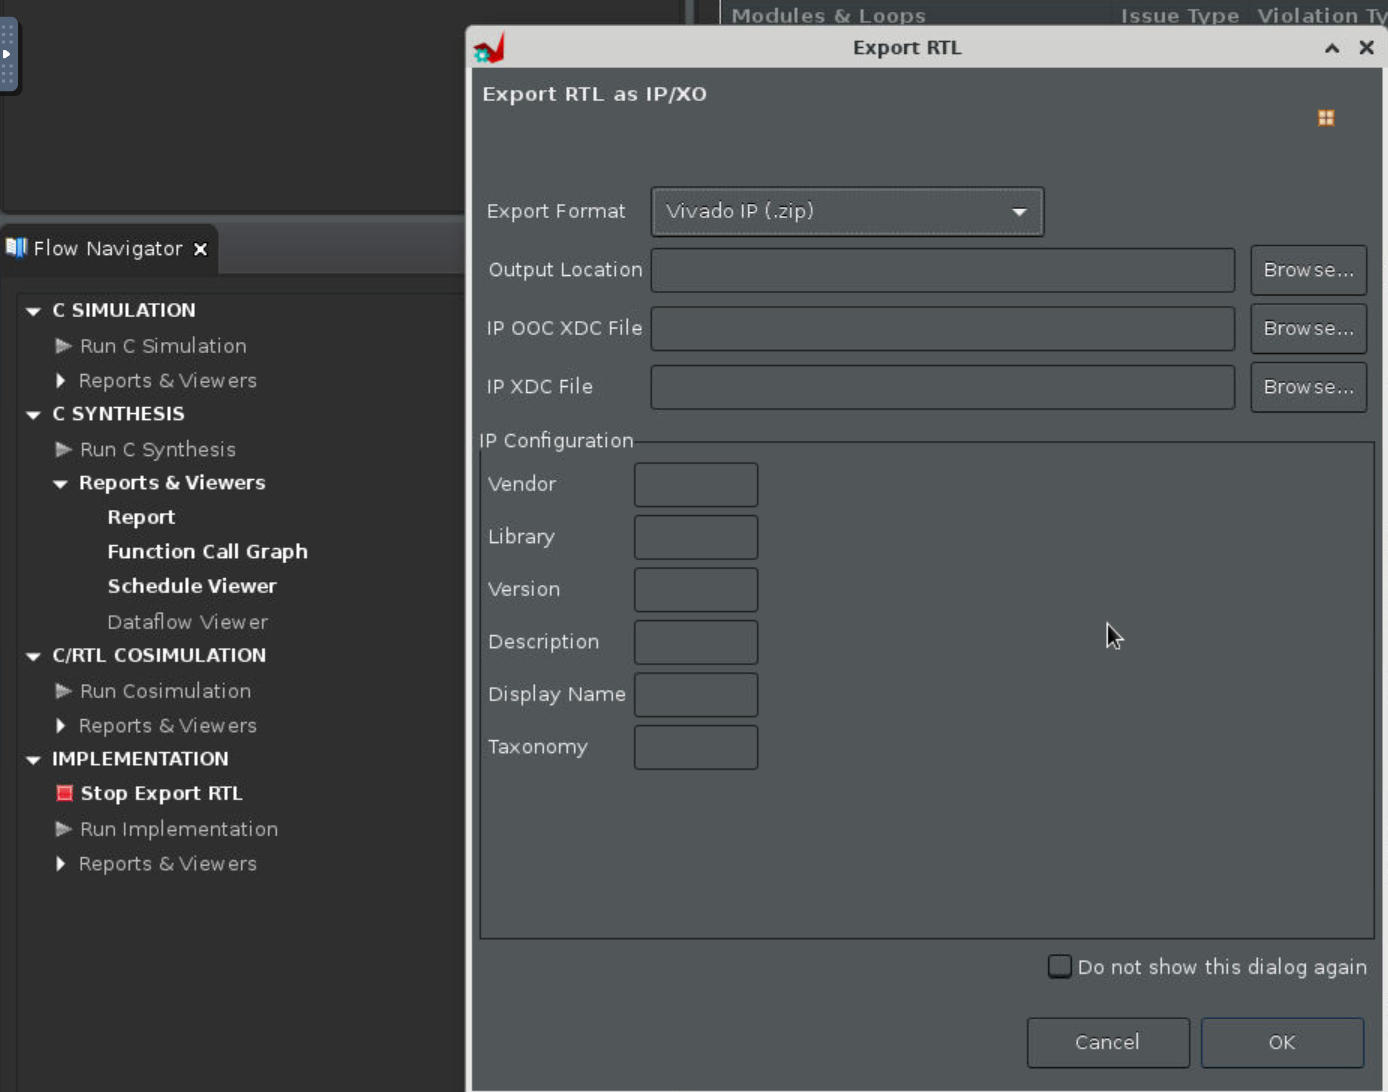 Modules & Loops Issue Type Violation Ty
Export RTL
Export RTL as IP/XO
Export Format Vivado IP (.zip)
Output Location Browse...
IP OOC XDC File Browse...
IP XDC File Browse...
IP Configuration
Vendor
Library
Version
Description
Display Name
Taxonomy
Do not show this dialog again
Cancel OK
Flow Navigator
C SIMULATION
Run C Simulation
Reports & Viewers
C SYNTHESIS
Run C Synthesis
Reports & Viewers
Report
Function Call Graph
Schedule Viewer
Dataflow Viewer
C/RTL COSIMULATION
Run Cosimulation
Reports & Viewers
IMPLEMENTATION
Stop Export RTL
Run Implementation
Reports & Viewers